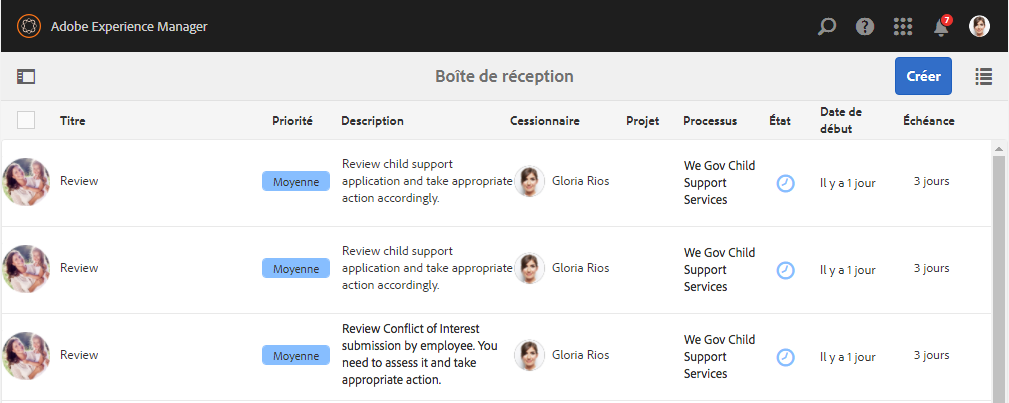 Adobe Experience Manager
7
Boîte de réception
Créer
Titre
Priorité
Description
Cessionnaire
Projet
Processus
État
Date de
début
Échéance
Review
Moyenne
Review child support
application and take appropriate
action accordingly.
Gloria Rios
We Gov Child
Support
Services
Il y a 1 jour
3 jours
Review
Moyenne
Review child support
application and take appropriate
action accordingly.
Gloria Rios
We Gov Child
Support
Services
Il y a 1 jour
3 jours
Review
Moyenne
Review Conflict of Interest
submission by employee. You
need to assess it and take
appropriate action.
Gloria Rios
We Gov Child
Support
Services
Il y a 1 jour
3 jours